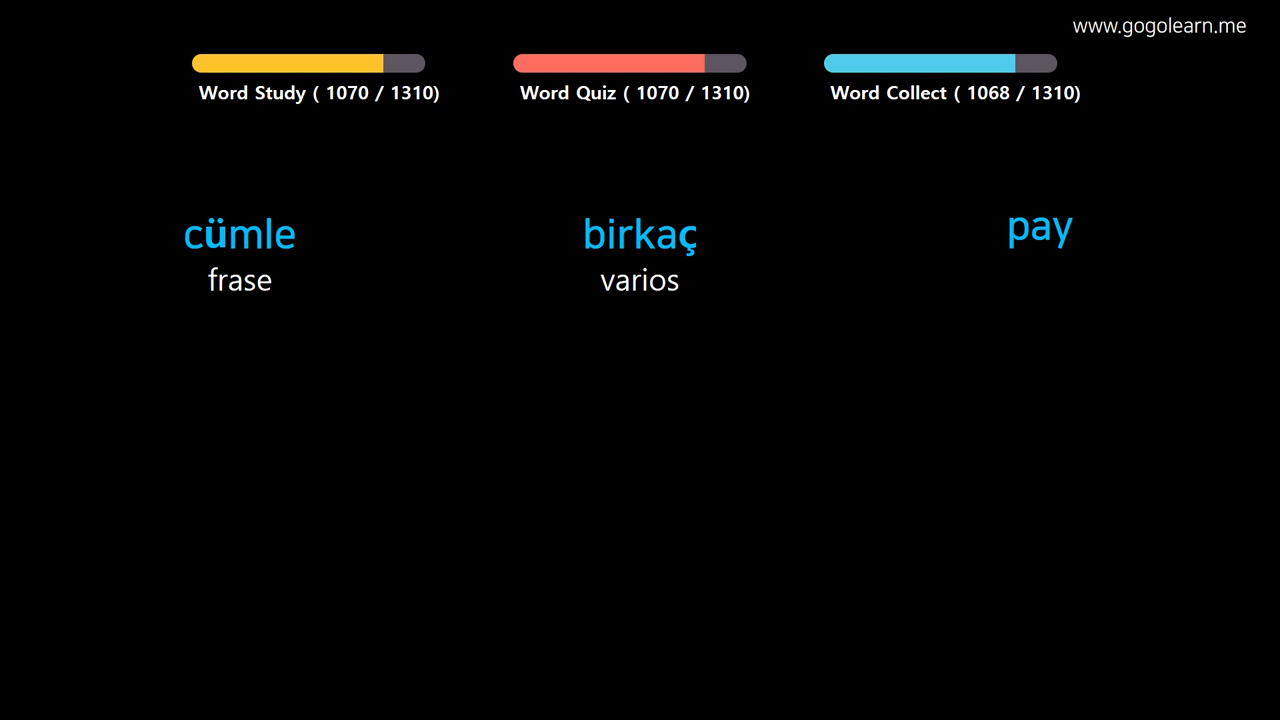 www.gogolearn.me
Word Study ( 1070 / 1310)
Word Quiz ( 1070 / 1310)
Word Collect ( 1068 / 1310)
cümle
frase
birkaç
varios
pay